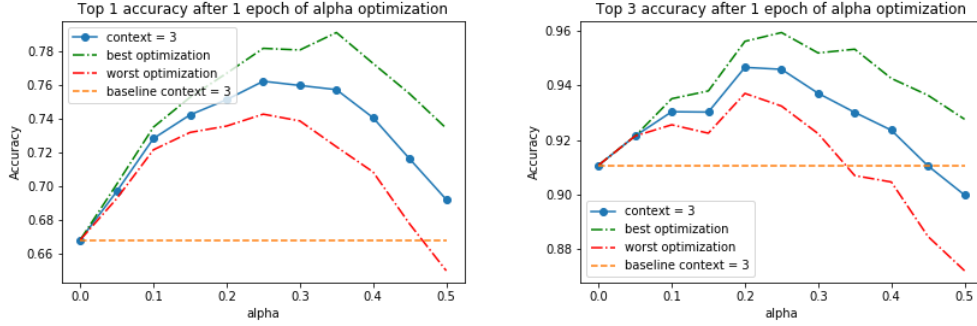 Top 1 accuracy after 1 epoch of alpha optimization
Accuracy
0.78
0.76
0.74
0.72
0.70
0.68
0.66
context = 3
best optimization
worst optimization
baseline context = 3
0.0 0.1 0.2 0.3 0.4 0.5
alpha
Top 3 accuracy after 1 epoch of alpha optimization
Accuracy
0.96
0.94
0.92
0.90
0.88
context = 3
best optimization
worst optimization
baseline context = 3
0.0 0.1 0.2 0.3 0.4 0.5
alpha